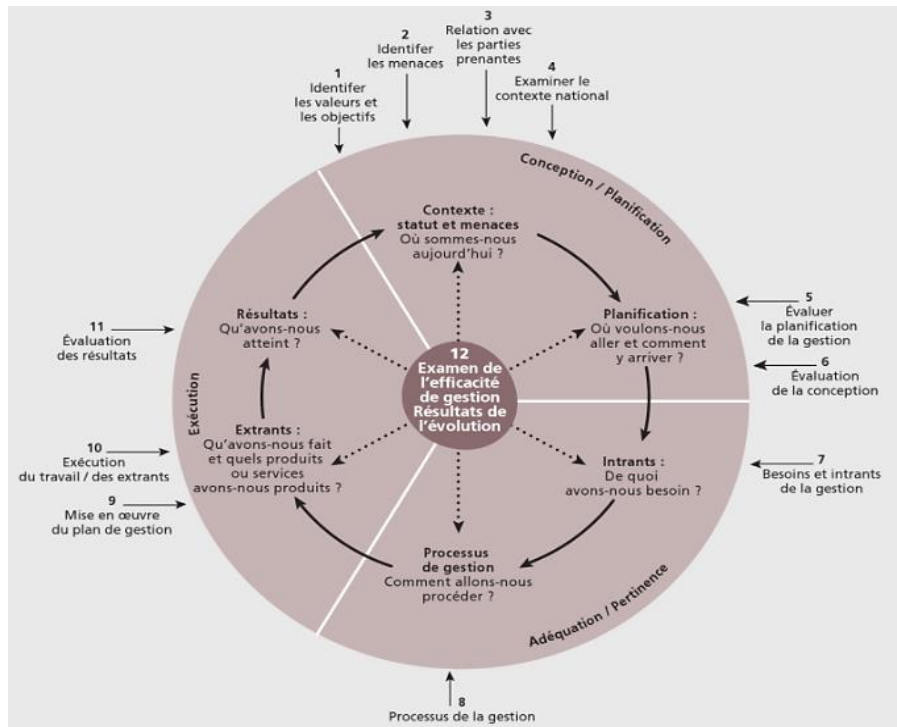 1
Identifer
les valeurs et
les objectifs
2
Identifer
les menaces
3
Relation avec
les parties
prenantes
4
Examiner le
contexte national
Conception / Planification
Contexte :
statut et menaces
Où sommes-nous
aujourd’hui ?
Planification :
Où voulons-nous
aller et comment
y arriver ?
5
Évaluer
la planification
de la gestion
6
Évaluation
de la conception
Intrants :
De quoi
avons-nous besoin ?
7
Besoins et intrants
de la gestion
Adéquation / Pertinence
Processus
de gestion
Comment allons-nous
procéder ?
8
Processus de la gestion
Extrants :
Qu’avons-nous fait
et quels produits
ou services
avons-nous produits ?
9
Mise en œuvre
du plan de gestion
10
Exécution
du travail / des extrants
Exécution
Résultats :
Qu’avons-nous
atteint ?
11
Évaluation
des résultats
12
Examen de
l’efficacité
de gestion
Résultats de
l’évolution